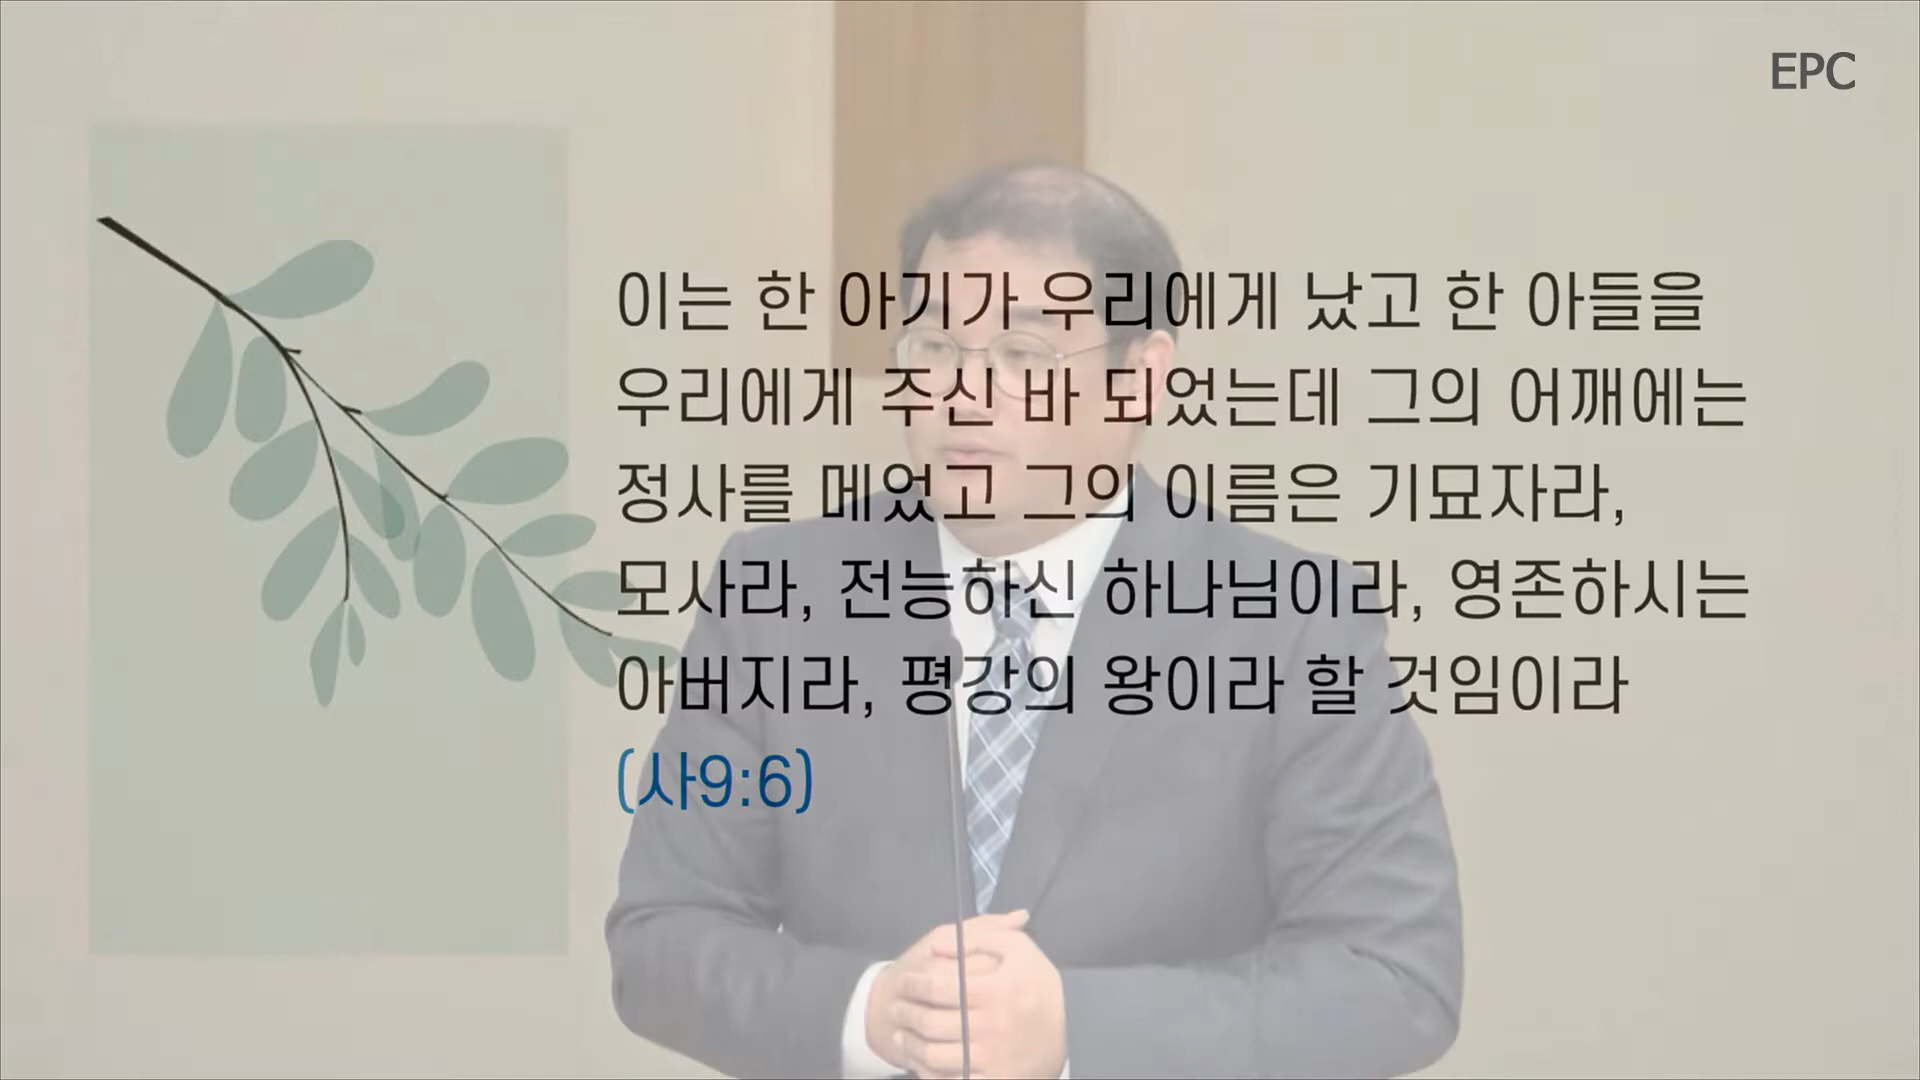 EPC
이는 한 아기가 우리에게 났고 한 아들을
우리에게 주신 바 되었는데 그의 어깨에는
정사를 메었고 그의 이름은 기묘자라,
모사라, 전능하신 하나님이라, 영존하시는
아버지라, 평강의 왕이라 할 것임이라
(사9:6)